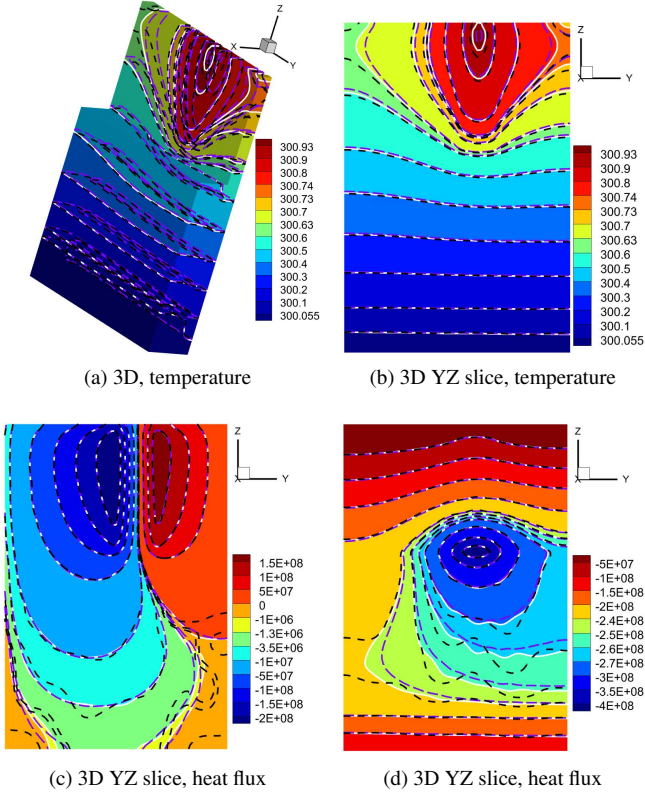 Z
X
Y
300.93
300.9
300.8
300.74
300.73
300.7
300.63
300.6
300.5
300.4
300.3
300.2
300.1
300.055
(a) 3D, temperature
Z
X
Y
300.93
300.9
300.8
300.74
300.73
300.7
300.63
300.6
300.5
300.4
300.3
300.2
300.1
300.055
(b) 3D YZ slice, temperature
Z
X
Y
1.5E+08
1E+08
5E+07
0
-1E+06
-1.3E+06
-3.5E+06
-1E+07
-5E+07
-1E+08
-1.5E+08
-2E+08
(c) 3D YZ slice, heat flux
Z
X
Y
-5E+07
-1E+08
-1.5E+08
-2E+08
-2.4E+08
-2.5E+08
-2.6E+08
-2.7E+08
-3E+08
-3.5E+08
-4E+08
(d) 3D YZ slice, heat flux